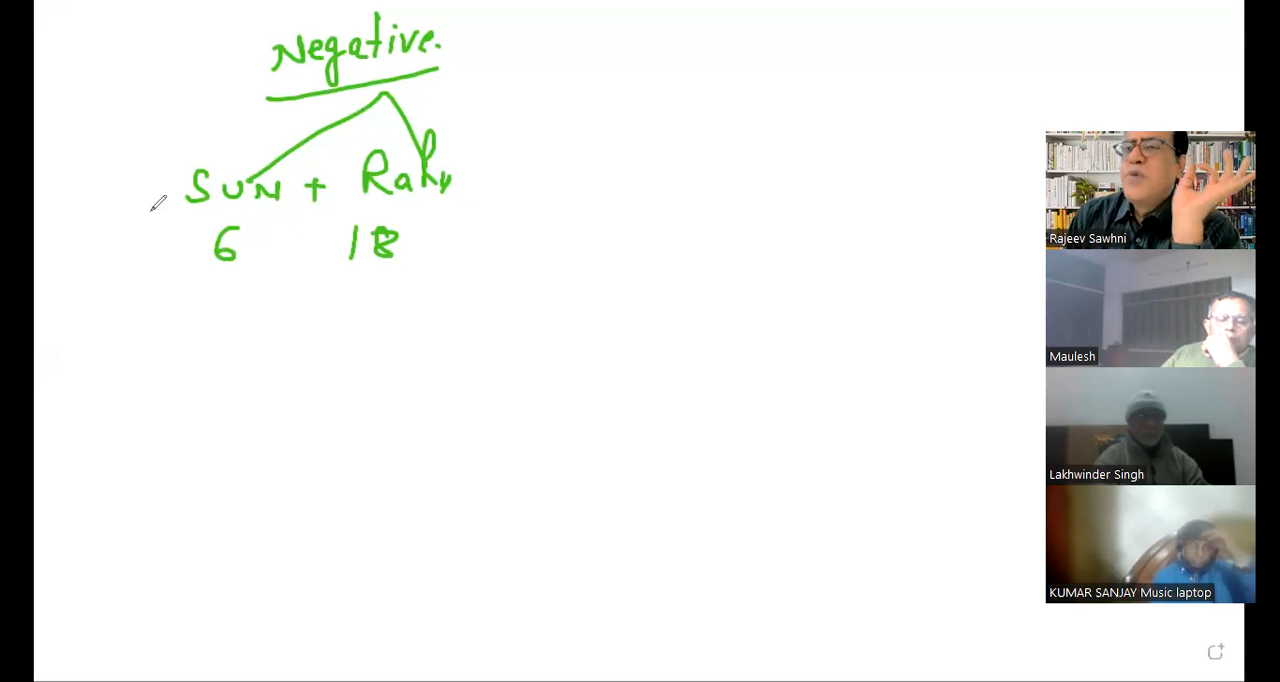 Negative.
SUN + Rahu
6 18
Rajeev Sawhni
Maulesh
Lakhwinder Singh
KUMAR SANJAY Music laptop